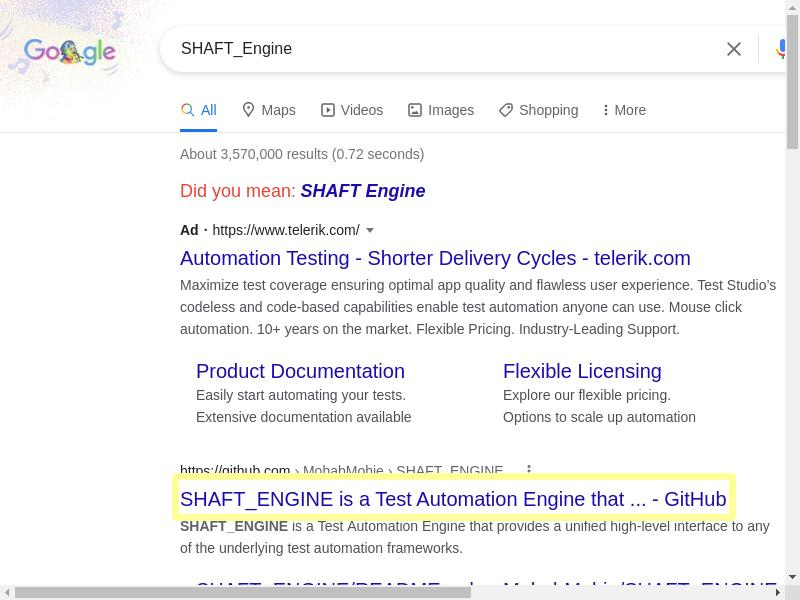 Google
SHAFT_Engine
All Maps Videos Images Shopping More
About 3,570,000 results (0.72 seconds)
Did you mean: SHAFT Engine
Ad · https://www.telerik.com/
Automation Testing - Shorter Delivery Cycles - telerik.com
Maximize test coverage ensuring optimal app quality and flawless user experience. Test Studio's
codeless and code-based capabilities enable test automation anyone can use. Mouse click
automation. 10+ years on the market. Flexible Pricing. Industry-Leading Support.
Product Documentation
Easily start automating your tests.
Extensive documentation available
Flexible Licensing
Explore our flexible pricing.
Options to scale up automation
https://github.com › MohabMohie › SHAFT_ENGINE
SHAFT_ENGINE is a Test Automation Engine that ... - GitHub
SHAFT_ENGINE is a Test Automation Engine that provides a unified high-level interface to any
of the underlying test automation frameworks.